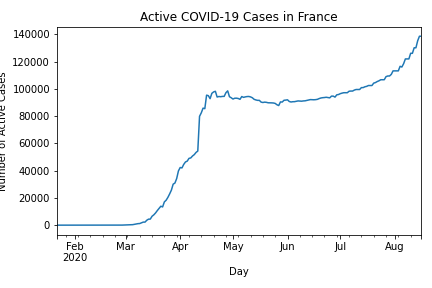 Active COVID-19 Cases in France
Number of Active Cases
140000
120000
100000
80000
60000
40000
20000
0
Feb Mar Apr May Jun Jul Aug
2020
Day